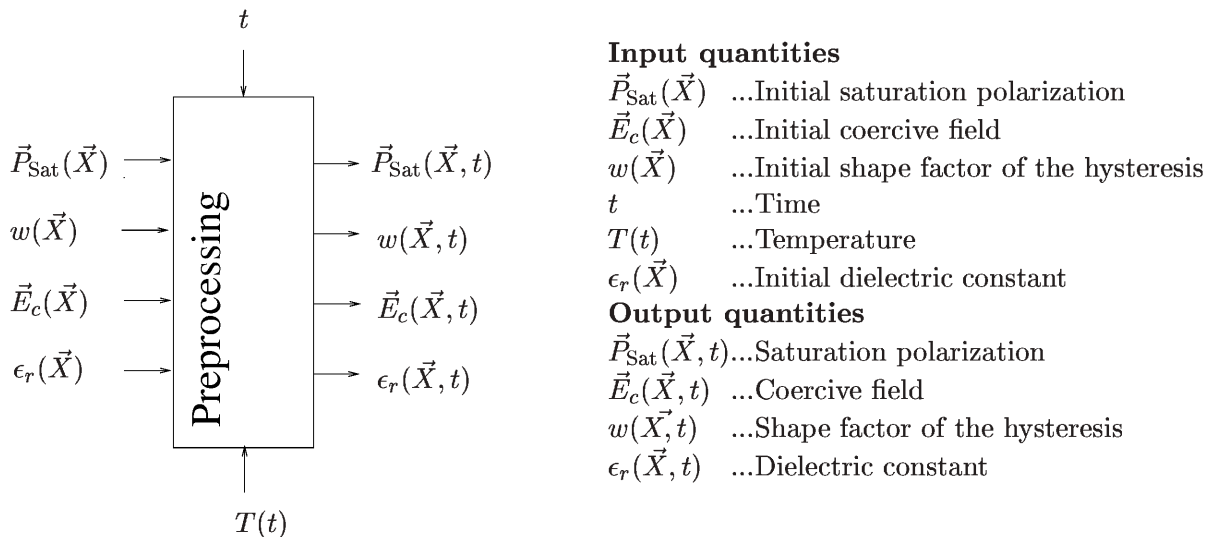 t
P⃗_Sat(X⃗)
w(X⃗)
E⃗_c(X⃗)
ϵ_r(X⃗)
Preprocessing
P⃗_Sat(X⃗, t)
w(X⃗, t)
E⃗_c(X⃗, t)
ϵ_r(X⃗, t)
T(t)
Input quantities
P⃗_Sat(X⃗) ...Initial saturation polarization
E⃗_c(X⃗) ...Initial coercive field
w(X⃗) ...Initial shape factor of the hysteresis
t ...Time
T(t) ...Temperature
ϵ_r(X⃗) ...Initial dielectric constant
Output quantities
P⃗_Sat(X⃗, t)...Saturation polarization
E⃗_c(X⃗, t) ...Coercive field
w(X⃗, t) ...Shape factor of the hysteresis
ϵ_r(X⃗, t) ...Dielectric constant